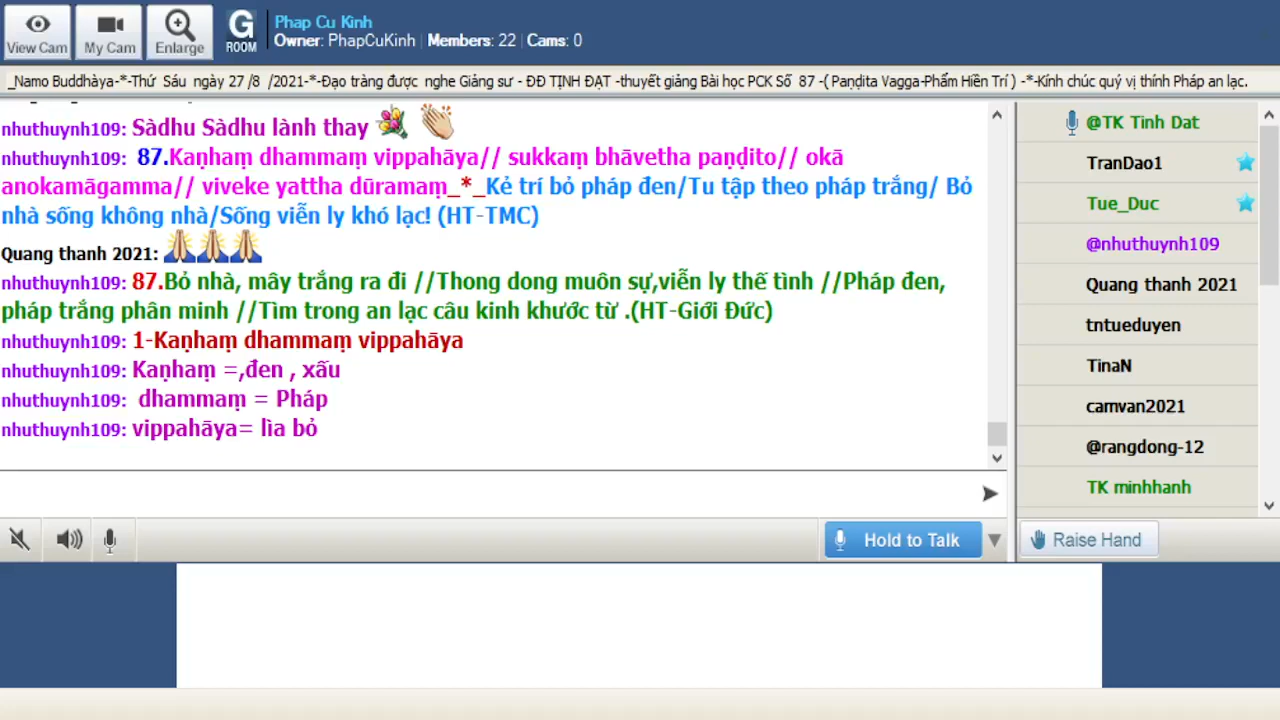 View Cam
My Cam
Enlarge
G
ROOM
Phap Cu Kinh
Owner: PhapCuKinh | Members: 22 | Cams: 0
_Namo Buddhàya-*-Thứ Sáu ngày 27 /8 /2021-*-Đạo tràng được nghe Giảng sư - ĐĐ TỊNH ĐẠT -thuyết giảng Bài học PCK Số 87 -( Paṇḍita Vagga-Phẩm Hiền Trí ) -*-Kính chúc quý vị thính Pháp an lạc.
nhuthuynh109: Sàdhu Sàdhu lành thay
nhuthuynh109: 87.Kaṇhaṃ dhammaṃ vippahāya// sukkaṃ bhāvetha paṇḍito// okā
anokamāgamma// viveke yattha dūramaṃ_*_Kẻ trí bỏ pháp đen/Tu tập theo pháp trắng/ Bỏ
nhà sống không nhà/Sống viễn ly khó lạc! (HT-TMC)
Quang thanh 2021:
nhuthuynh109: 87.Bỏ nhà, mây trắng ra đi //Thong dong muôn sự,viễn ly thế tình //Pháp đen,
pháp trắng phân minh //Tìm trong an lạc câu kinh khước từ .(HT-Giới Đức)
nhuthuynh109: 1-Kaṇhaṃ dhammaṃ vippahāya
nhuthuynh109: Kaṇhaṃ =,đen , xấu
nhuthuynh109: dhammaṃ = Pháp
nhuthuynh109: vippahāya= lìa bỏ
@TK Tinh Dat
TranDao1
Tue_Duc
@nhuthuynh109
Quang thanh 2021
tntueduyen
TinaN
camvan2021
@rangdong-12
TK minhhanh
Hold to Talk
Raise Hand